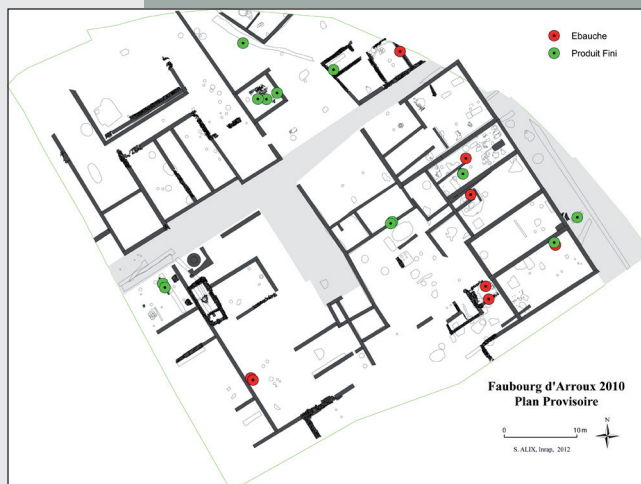 Ebauche
Produit Fini
Faubourg d'Arroux 2010
Plan Provisoire
N
0 10 m
S. ALIX, Inrap, 2012